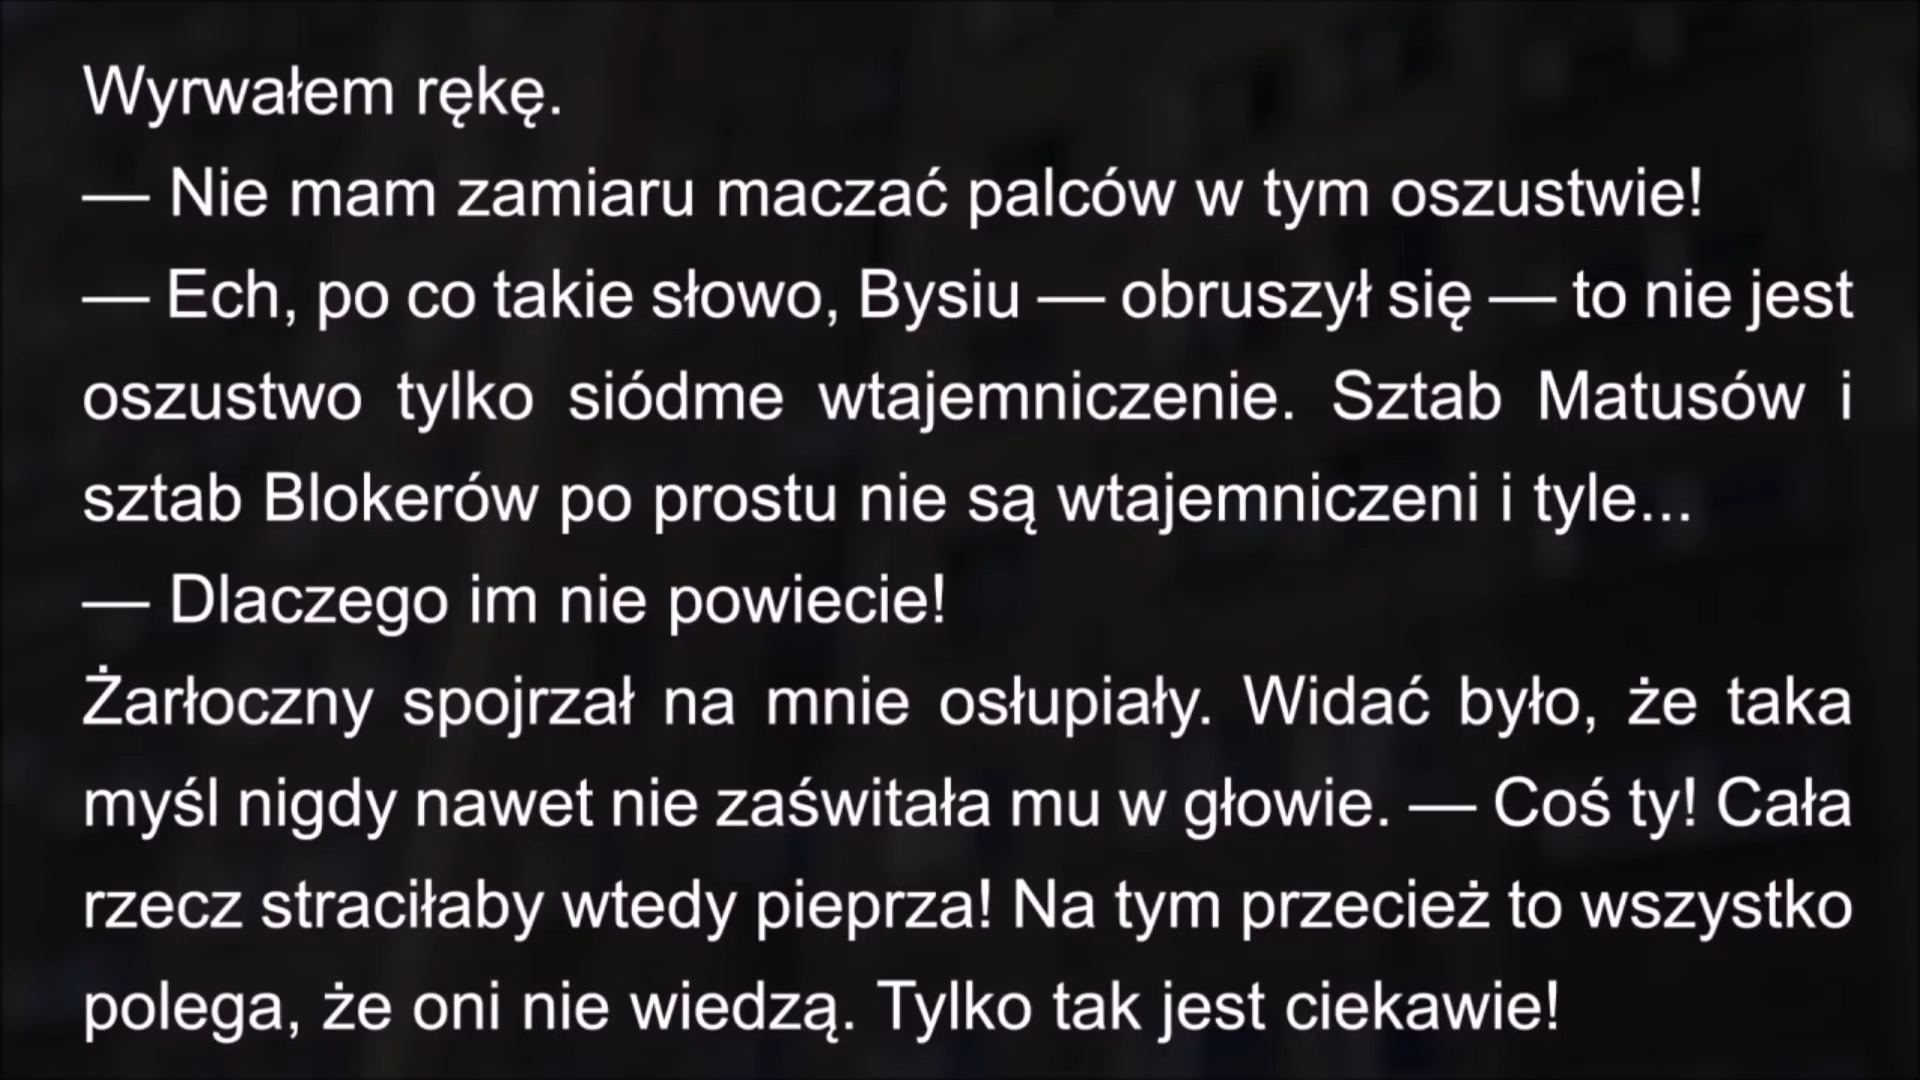 Wyrwałem rękę.
— Nie mam zamiaru maczać palców w tym oszustwie!
— Ech, po co takie słowo, Bysiu — obruszył się — to nie jest
oszustwo tylko siódme wtajemniczenie. Sztab Matusów i
sztab Blokerów po prostu nie są wtajemniczeni i tyle...
— Dlaczego im nie powiecie!
Żarłoczny spojrzał na mnie osłupiały. Widać było, że taka
myśl nigdy nawet nie zaświtała mu w głowie. — Coś ty! Cała
rzecz straciłaby wtedy pieprza! Na tym przecież to wszystko
polega, że oni nie wiedzą. Tylko tak jest ciekawie!